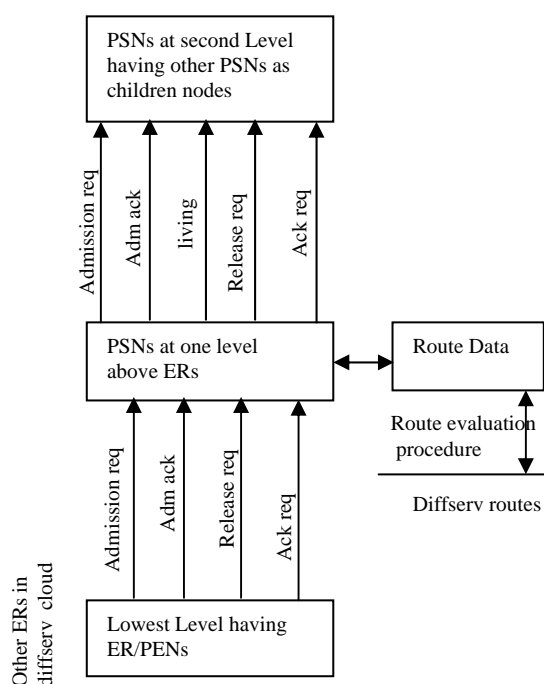 PSNs at second Level
having other PSNs as
children nodes
Admission req
Adm ack
living
Release req
Ack req
PSNs at one level
above ERs
Route Data
Route evaluation
procedure
Diffserv routes
Admission req
Adm ack
Release req
Ack req
Other ERs in
diffserv cloud
Lowest Level having
ER/PENs